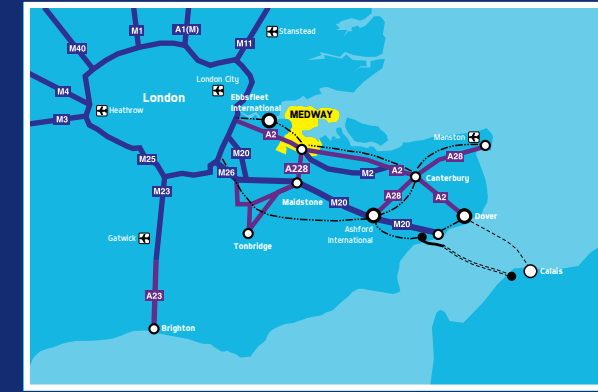 M1
A1(M)
Stanstead
M40
M11
London City
M4
London
Ebbsfleet
International
Heathrow
MEDWAY
M3
A2
Manston
M25
M20
A28
A228
M26
M2
A2
Canterbury
M23
Maidstone
M20
A28
A2
M20
Dover
Ashford
International
Gatwick
Tonbridge
Calais
A23
Brighton